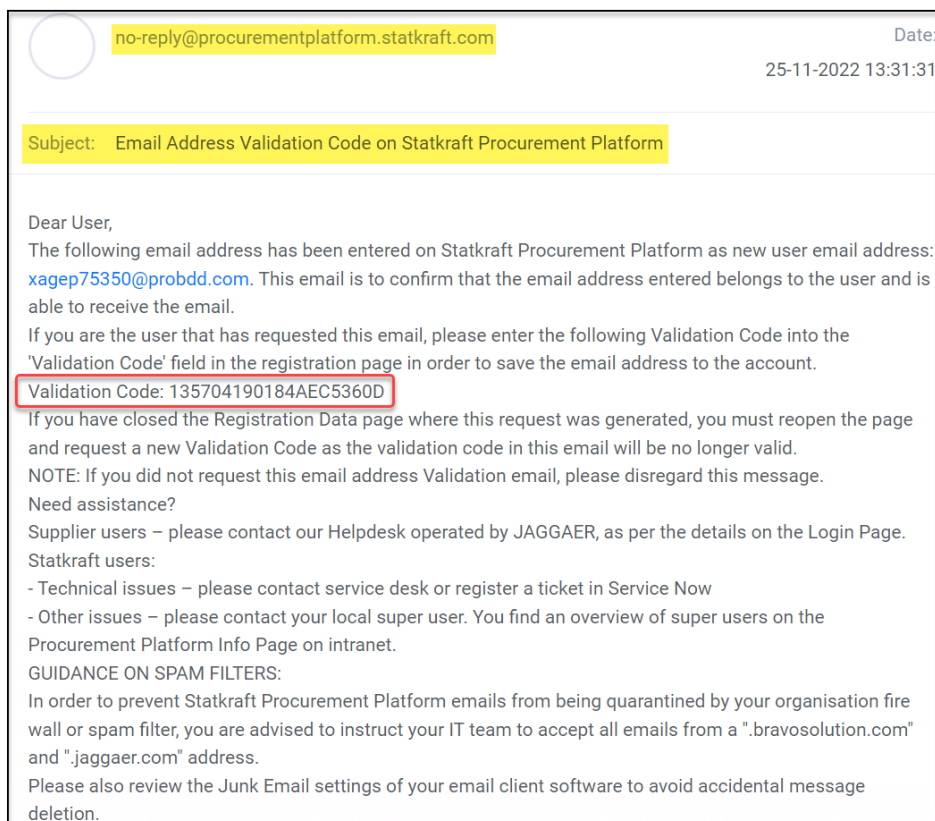 no-reply@procurementplatform.statkraft.com
Date:
25-11-2022 13:31:31
Subject: Email Address Validation Code on Statkraft Procurement Platform
Dear User,
The following email address has been entered on Statkraft Procurement Platform as new user email address:
xagep75350@probdd.com. This email is to confirm that the email address entered belongs to the user and is
able to receive the email.
If you are the user that has requested this email, please enter the following Validation Code into the
'Validation Code' field in the registration page in order to save the email address to the account.
Validation Code: 135704190184AEC5360D
If you have closed the Registration Data page where this request was generated, you must reopen the page
and request a new Validation Code as the validation code in this email will be no longer valid.
NOTE: If you did not request this email address Validation email, please disregard this message.
Need assistance?
Supplier users – please contact our Helpdesk operated by JAGGAER, as per the details on the Login Page.
Statkraft users:
- Technical issues – please contact service desk or register a ticket in Service Now
- Other issues – please contact your local super user. You find an overview of super users on the
Procurement Platform Info Page on intranet.
GUIDANCE ON SPAM FILTERS:
In order to prevent Statkraft Procurement Platform emails from being quarantined by your organisation fire
wall or spam filter, you are advised to instruct your IT team to accept all emails from a ".bravosolution.com"
and ".jaggaer.com" address.
Please also review the Junk Email settings of your email client software to avoid accidental message
deletion.